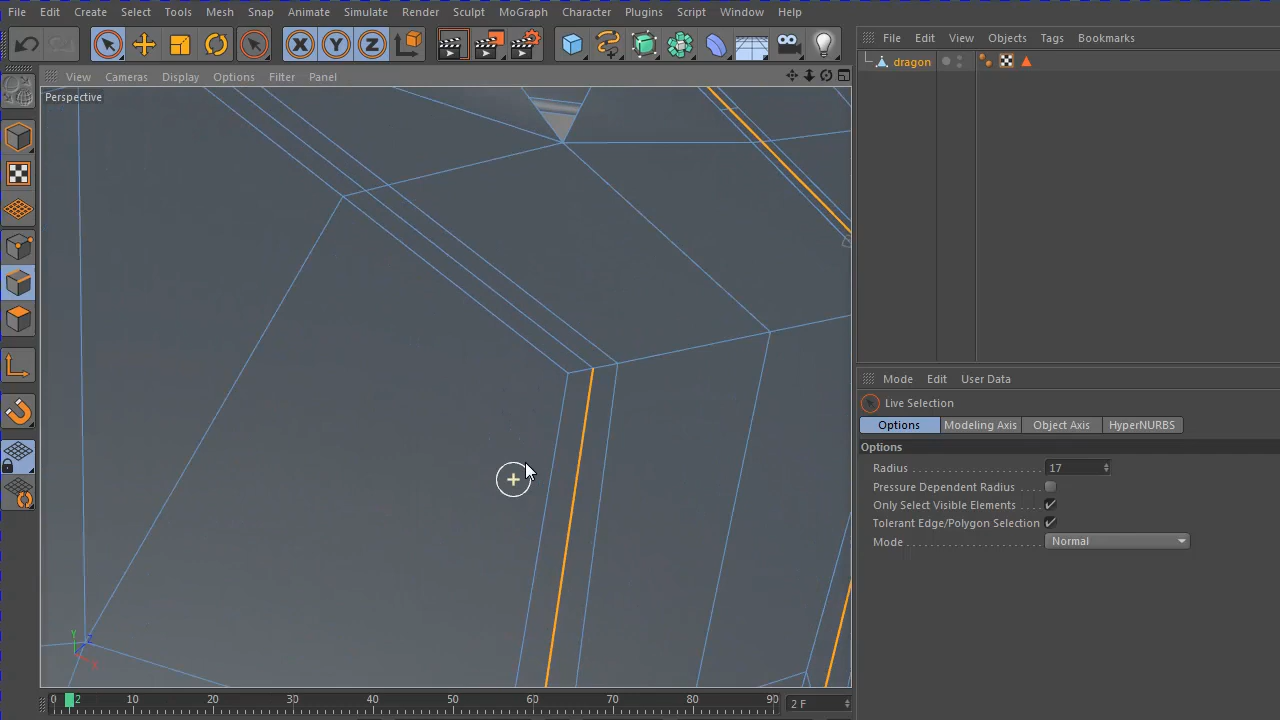 File Edit Create Select Tools Mesh Snap Animate Simulate Render Sculpt MoGraph Character Plugins Script Window Help
X Y Z
File Edit View Objects Tags Bookmarks
dragon
View Cameras Display Options Filter Panel
Perspective
Mode Edit User Data
Live Selection
Options Modeling Axis Object Axis HyperNURBS
Options
Radius 17
Pressure Dependent Radius
Only Select Visible Elements
Tolerant Edge/Polygon Selection
Mode Normal
Y Z
X
0 2 10 20 30 40 50 60 70 80 90 2 F